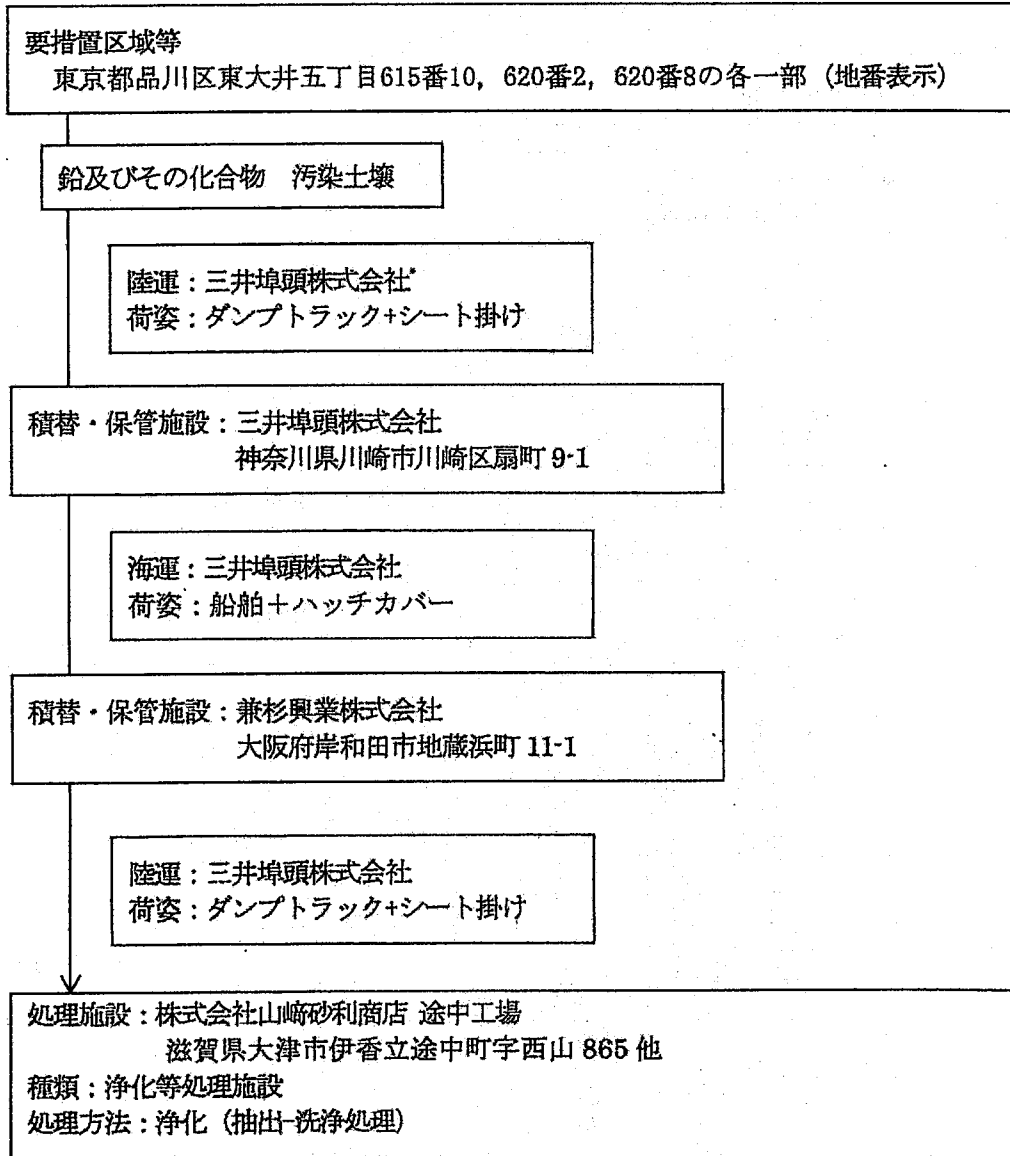 要措置区域等
東京都品川区東大井五丁目615番10，620番2，620番8の各一部（地番表示）
鉛及びその化合物　汚染土壌
陸運：三井埠頭株式会社
荷姿：ダンプトラック+シート掛け
積替・保管施設：三井埠頭株式会社
神奈川県川崎市川崎区扇町 9-1
海運：三井埠頭株式会社
荷姿：船舶＋ハッチカバー
積替・保管施設：兼杉興業株式会社
大阪府岸和田市地蔵浜町 11-1
陸運：三井埠頭株式会社
荷姿：ダンプトラック+シート掛け
処理施設：株式会社山﨑砂利商店 途中工場
滋賀県大津市伊香立途中町字西山 865 他
種類：浄化等処理施設
処理方法：浄化（抽出-洗浄処理）